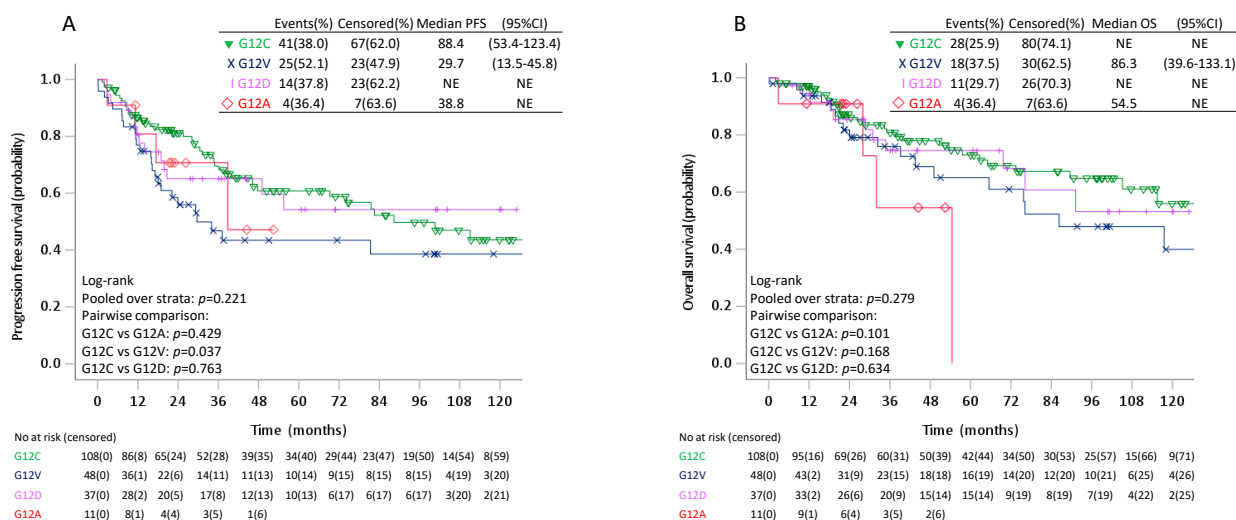 A
Events(%) Censored(%) Median PFS (95%CI)
G12C 41(38.0) 67(62.0) 88.4 (53.4-123.4)
X G12V 25(52.1) 23(47.9) 29.7 (13.5-45.8)
I G12D 14(37.8) 23(62.2) NE NE
G12A 4(36.4) 7(63.6) 38.8 NE
Progression free survival (probability)
1.0
0.8
0.6
0.4
0.2
0.0
Log-rank
Pooled over strata: p=0.221
Pairwise comparison:
G12C vs G12A: p=0.429
G12C vs G12V: p=0.037
G12C vs G12D: p=0.763
0 12 24 36 48 60 72 84 96 108 120
Time (months)
No at risk (censored)
G12C 108(0) 86(8) 65(24) 52(28) 39(35) 34(40) 29(44) 23(47) 19(50) 14(54) 8(59)
G12V 48(0) 36(1) 22(6) 14(11) 11(13) 10(14) 9(15) 8(15) 8(15) 4(19) 3(20)
G12D 37(0) 28(2) 20(5) 17(8) 12(13) 10(13) 6(17) 6(17) 6(17) 3(20) 2(21)
G12A 11(0) 8(1) 4(4) 3(5) 1(6)
B
Events(%) Censored(%) Median OS (95%CI)
G12C 28(25.9) 80(74.1) NE NE
X G12V 18(37.5) 30(62.5) 86.3 (39.6-133.1)
I G12D 11(29.7) 26(70.3) NE NE
G12A 4(36.4) 7(63.6) 54.5 NE
Overall survival (probability)
1.0
0.8
0.6
0.4
0.2
0.0
Log-rank
Pooled over strata: p=0.279
Pairwise comparison:
G12C vs G12A: p=0.101
G12C vs G12V: p=0.168
G12C vs G12D: p=0.634
0 12 24 36 48 60 72 84 96 108 120
Time (months)
No at risk (censored)
G12C 108(0) 95(16) 69(26) 60(31) 50(39) 42(44) 34(50) 30(53) 25(57) 15(66) 9(71)
G12V 48(0) 43(2) 31(9) 23(15) 18(18) 16(19) 14(20) 12(20) 10(21) 6(25) 4(26)
G12D 37(0) 33(2) 26(6) 20(9) 15(14) 15(14) 9(19) 8(19) 7(19) 4(22) 2(25)
G12A 11(0) 9(1) 6(4) 3(5) 2(6)